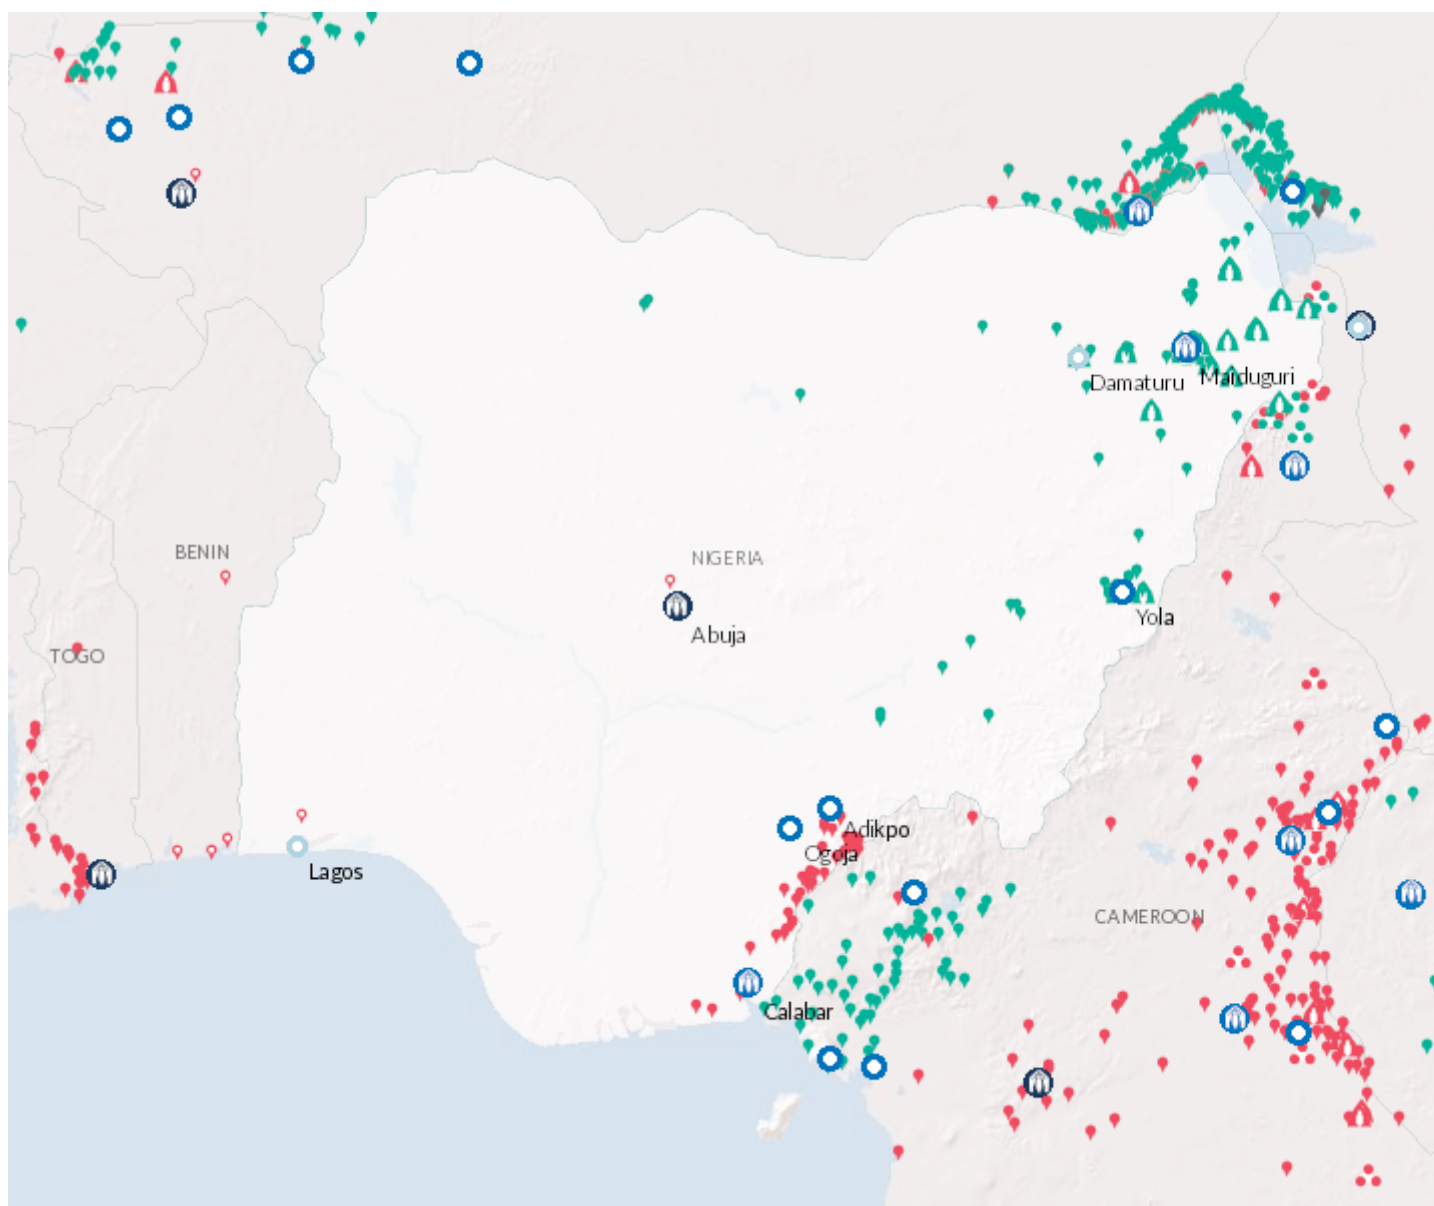 Damaturu
Maiduguri
BENIN
NIGERIA
Yola
Abuja
TOGO
Adikpo
Ogoja
Lagos
CAMEROON
Calabar